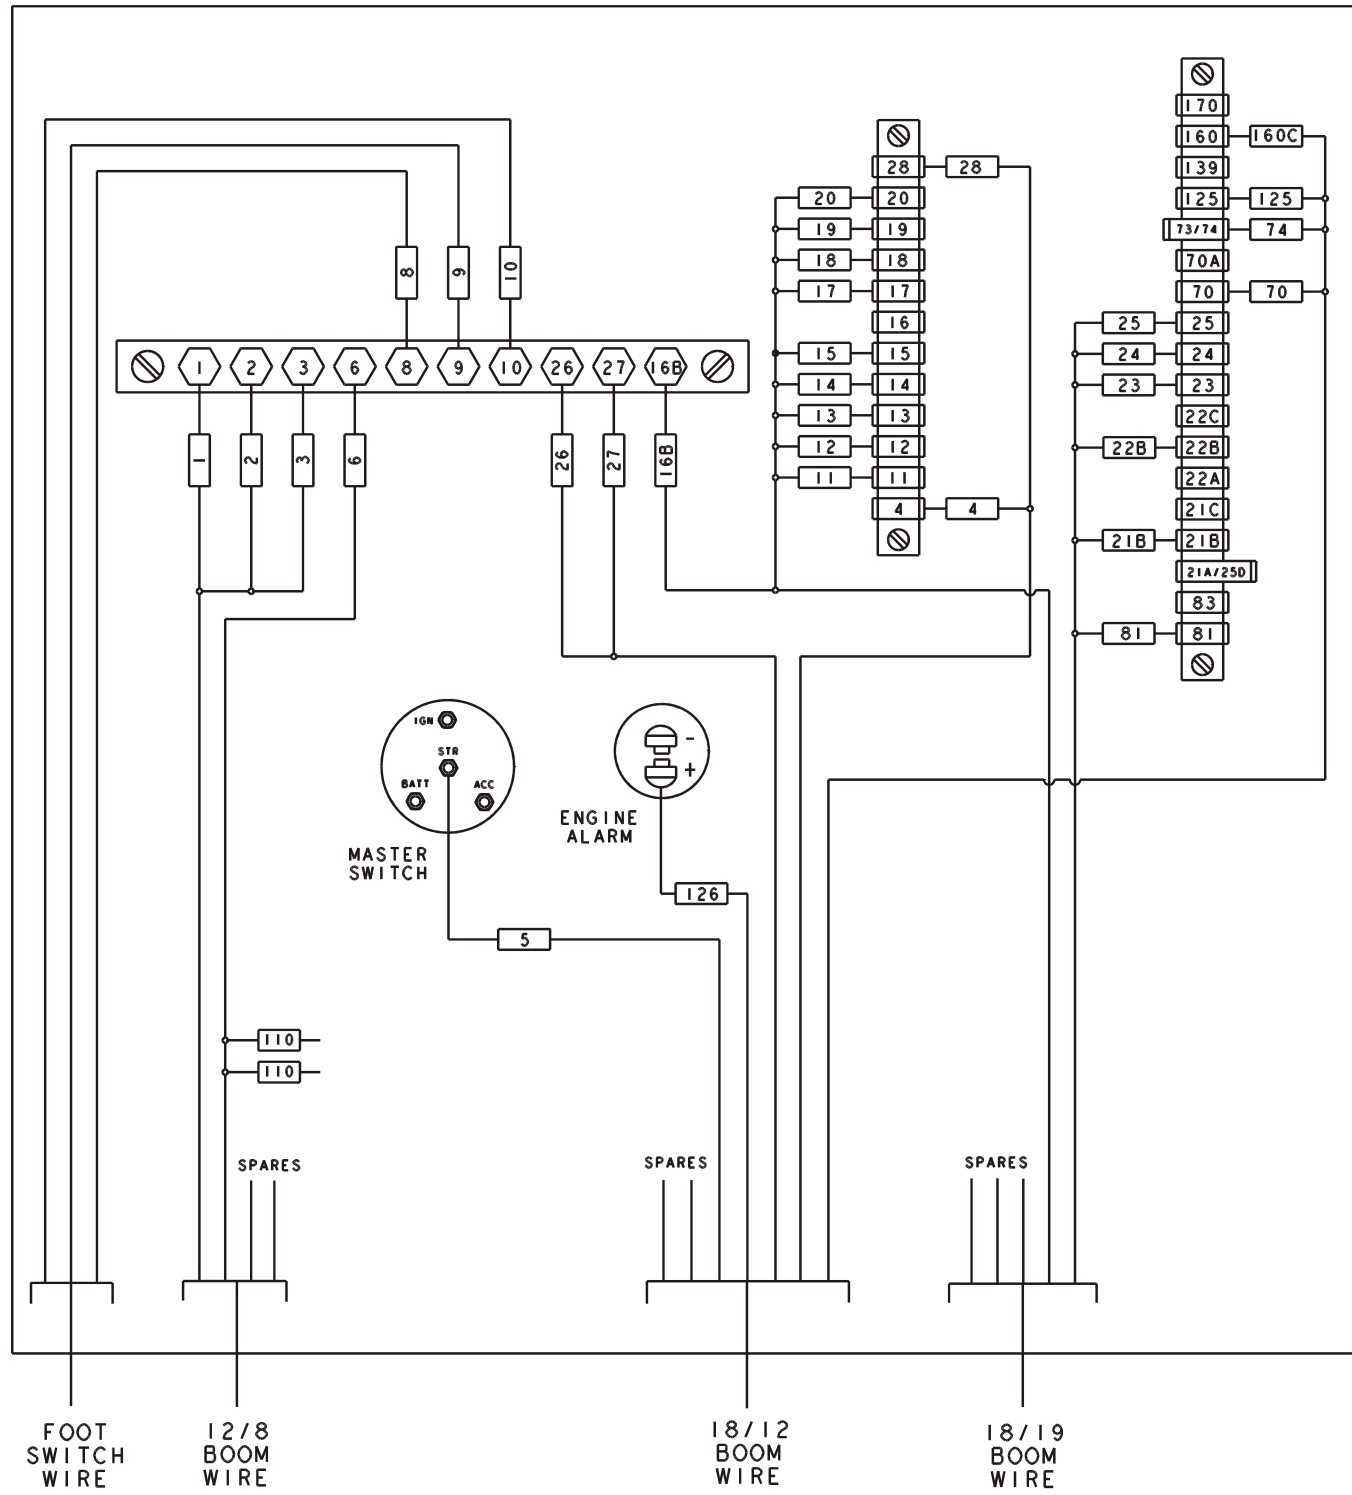 170
160 160C
139
125 125
73/74 74
70A
70 70
25 25
24 24
23 23
22C
22B 22B
22A
21C
21B 21B
21A/25D
83
81 81
28 28
20 20
19 19
18 18
17 17
16
15 15
14 14
13 13
12 12
11 11
4 4
8 9 10
1 2 3 6 8 9 10 26 27 16B
1 2 3 6 26 27 16B
IGN
STR
BATT ACC
MASTER
SWITCH
-
+
ENGINE
ALARM
126
5
110
110
SPARES
SPARES
SPARES
FOOT
SWITCH
WIRE
12/8
BOOM
WIRE
18/12
BOOM
WIRE
18/19
BOOM
WIRE